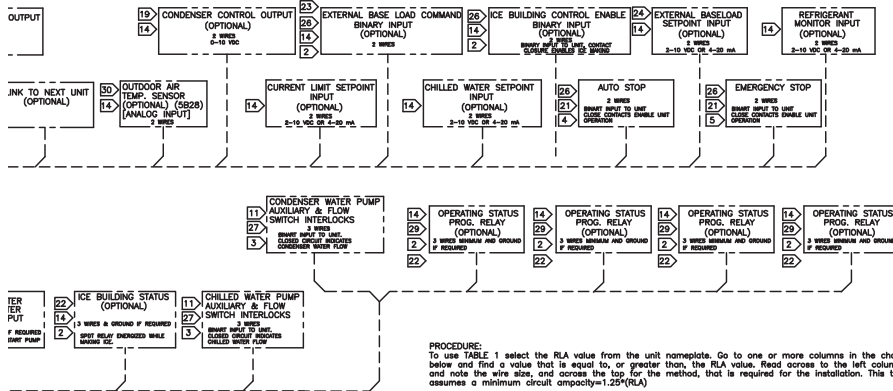 OUTPUT
19
14
CONDENSER CONTROL OUTPUT
(OPTIONAL)
2 WIRES
0-10 VDC
23
26
14
2
EXTERNAL BASE LOAD COMMAND
BINARY INPUT
(OPTIONAL)
2 WIRES
26
14
2
ICE BUILDING CONTROL ENABLE
BINARY INPUT
(OPTIONAL)
2 WIRES
BINARY INPUT TO UNIT, CONTACT
CLOSURE ENABLES ICE MAKING
24
14
EXTERNAL BASELOAD
SETPOINT INPUT
(OPTIONAL)
2 WIRES
2-10 VDC OR 4-20 mA
14
REFRIGERANT
MONITOR INPUT
(OPTIONAL)
2 WIRES
2-10 VDC OR 4-20 mA
LINK TO NEXT UNIT
(OPTIONAL)
30
14
OUTDOOR AIR
TEMP. SENSOR
(OPTIONAL) (5B28)
[ANALOG INPUT]
2 WIRES
14
CURRENT LIMIT SETPOINT
INPUT
(OPTIONAL)
2 WIRES
2-10 VDC OR 4-20 mA
14
CHILLED WATER SETPOINT
INPUT
(OPTIONAL)
2 WIRES
2-10 VDC OR 4-20 mA
26
21
4
AUTO STOP
2 WIRES
BINART INPUT TO UNIT
CLOSE CONTACTS ENABLE UNIT
OPERATION
26
21
5
EMERGENCY STOP
2 WIRES
BINART INPUT TO UNIT
CLOSE CONTACTS ENABLE UNIT
OPERATION
11
27
3
CONDENSER WATER PUMP
AUXILIARY & FLOW
SWITCH INTERLOCKS
3 WIRES
BINART INPUT TO UNIT.
CLOSED CIRCUIT INDICATES
CONDENSER WATER FLOW
14
29
2
22
OPERATING STATUS
PROG. RELAY
(OPTIONAL)
3 WIRES MINIMUM AND GROUND
IF REQUIRED
14
29
2
22
OPERATING STATUS
PROG. RELAY
(OPTIONAL)
3 WIRES MINIMUM AND GROUND
IF REQUIRED
14
29
2
22
OPERATING STATUS
PROG. RELAY
(OPTIONAL)
3 WIRES MINIMUM AND GROUND
IF REQUIRED
14
29
2
22
OPERATING STATUS
PROG. RELAY
(OPTIONAL)
3 WIRES MINIMUM AND GROUND
IF REQUIRED
TER
TER
PUT
F REQUIRED
TART PUMP
22
14
2
ICE BUILDING STATUS
(OPTIONAL)
3 WIRES & GROUND IF REQUIRED
SPDT RELAY ENERGIZED WHILE
MAKING ICE.
11
27
3
CHILLED WATER PUMP
AUXILIARY & FLOW
SWITCH INTERLOCKS
3 WIRES
BINART INPUT TO UNIT.
CLOSED CIRCUIT INDICATES
CHILLED WATER FLOW
PROCEDURE:
To use TABLE 1 select the RLA value from the unit nameplate. Go to one or more columns in the cha
below and find a value that is equal to, or greater than, the RLA value. Read across to the left colum
and note the wire size, and across the top for the method, that is required for the installation. This t
assumes a minimum circuit ampacity=1.25*(RLA)